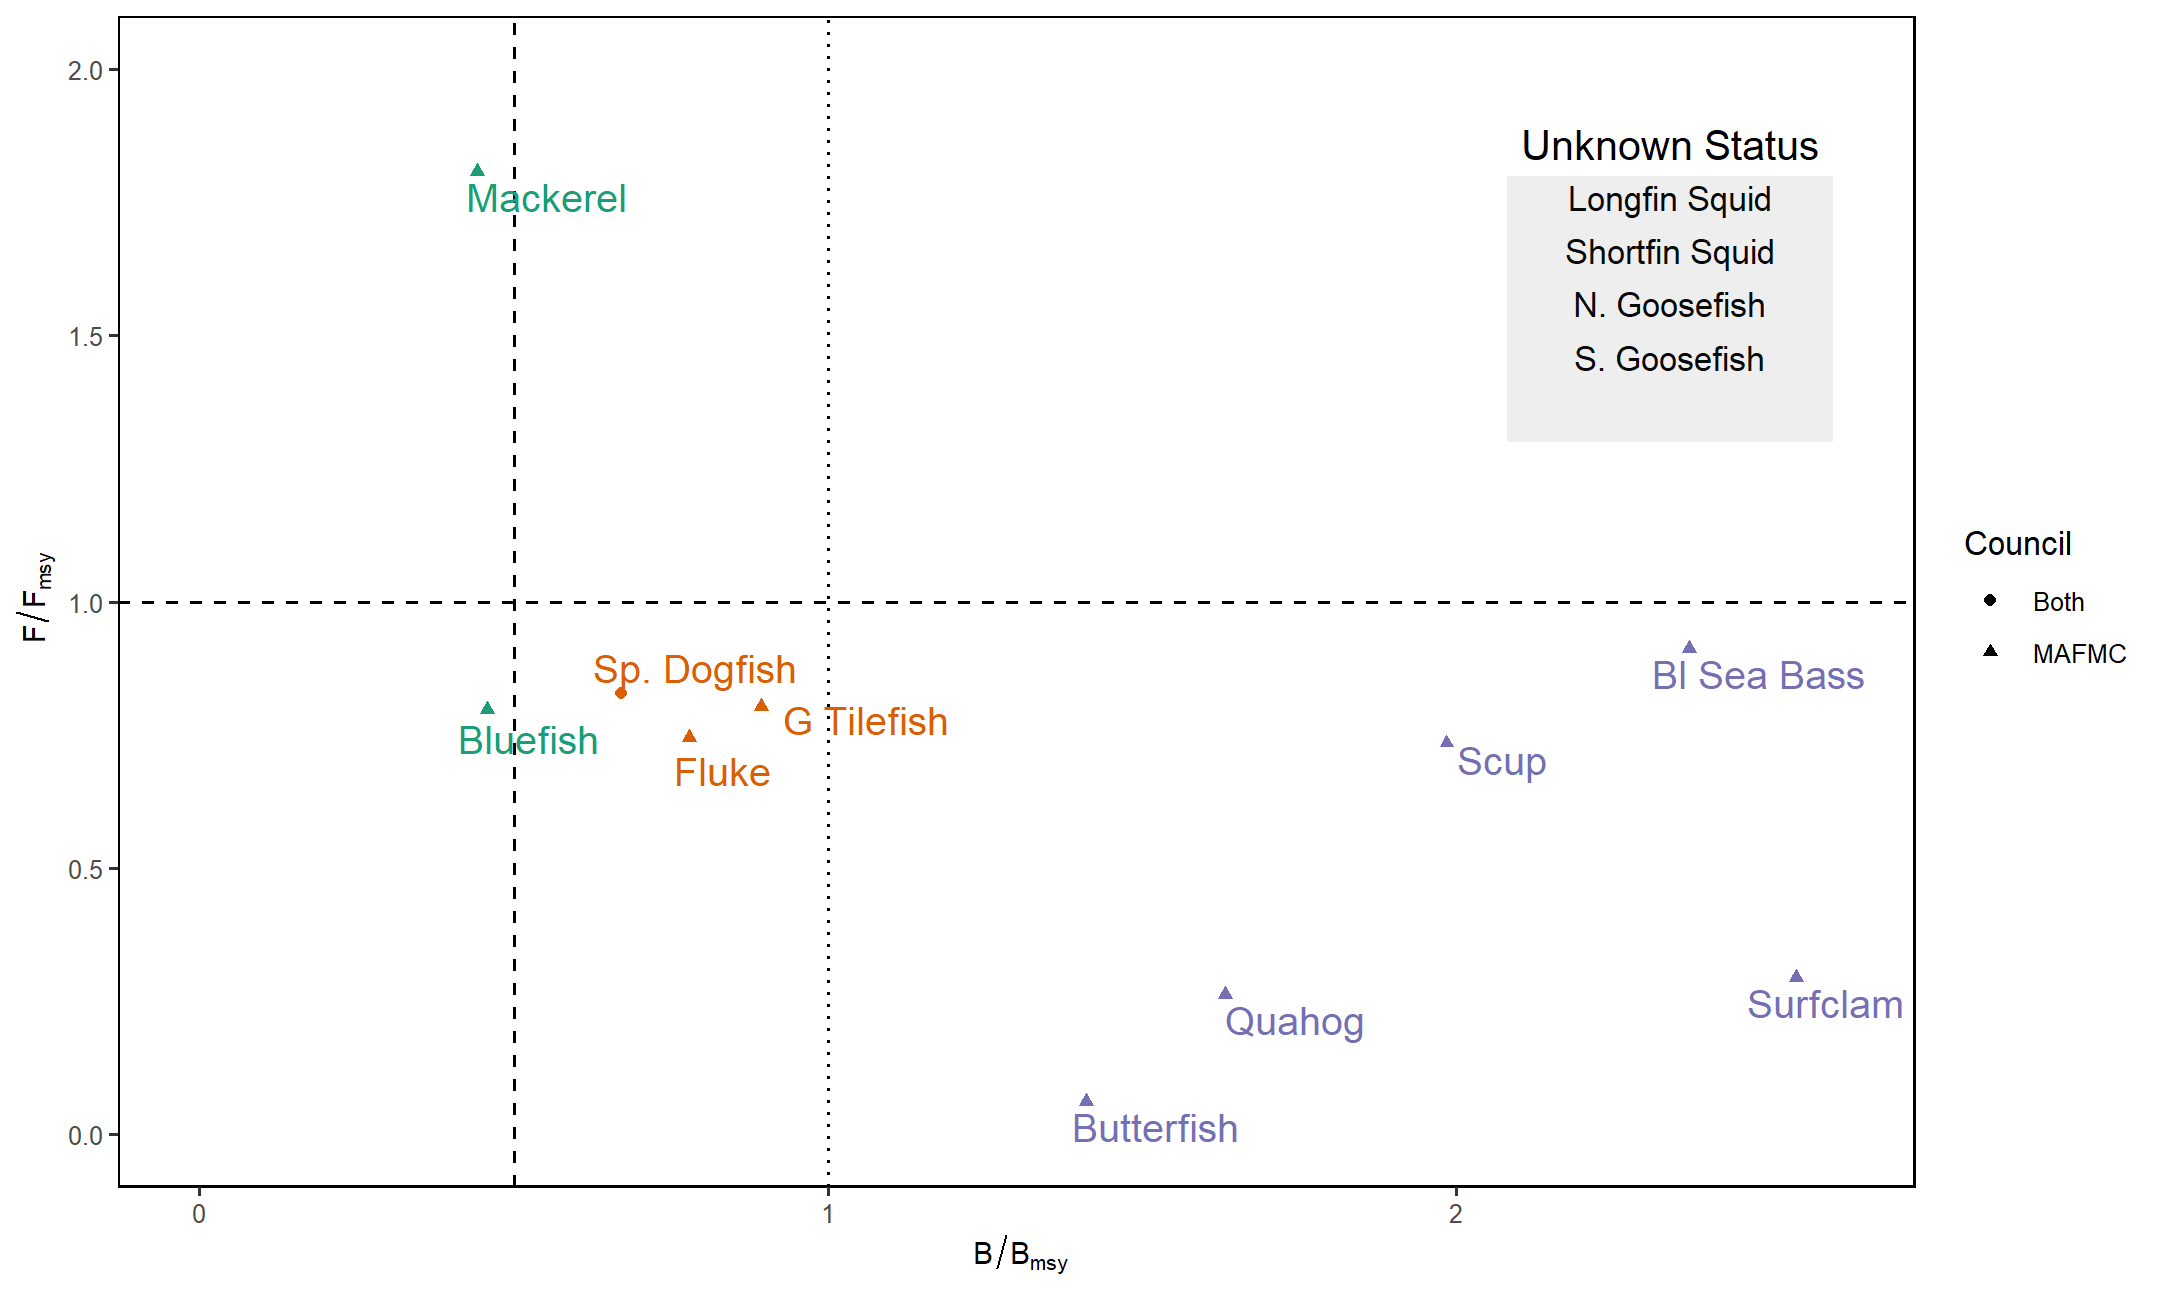 2.0
1.5
1.0
0.5
0.0
F/Fmsy
0
1
2
B/Bmsy
Mackerel
Unknown Status
Longfin Squid
Shortfin Squid
N. Goosefish
S. Goosefish
Sp. Dogfish
G Tilefish
Bluefish
Fluke
Bl Sea Bass
Scup
Surfclam
Quahog
Butterfish
Council
Both
MAFMC